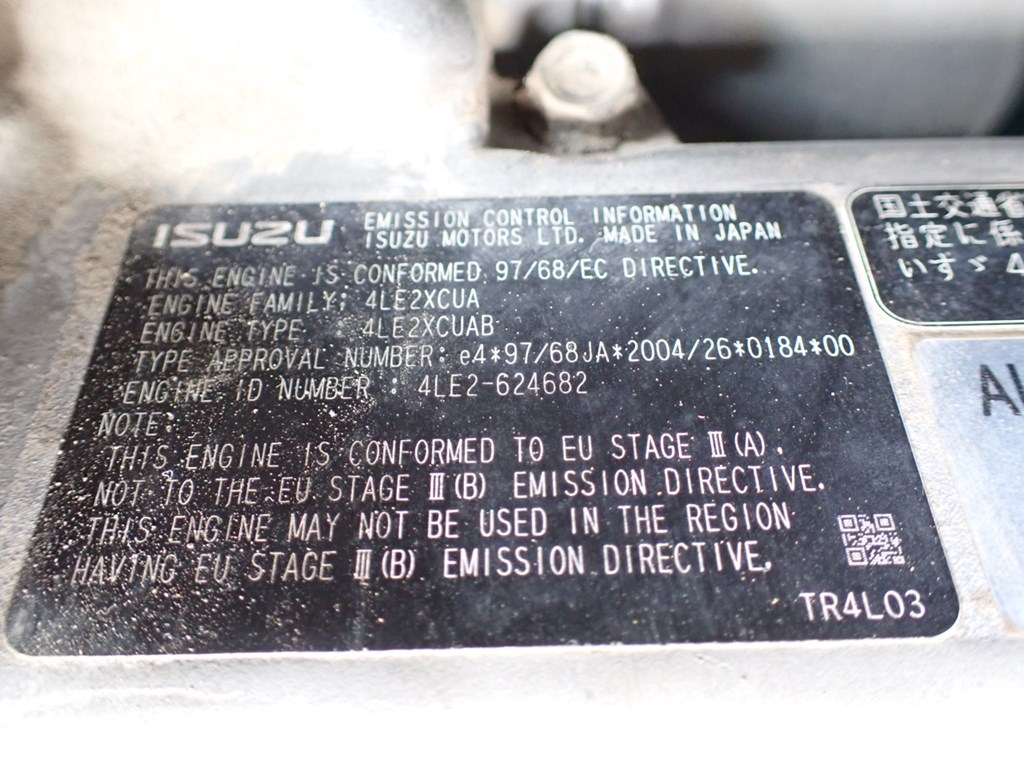 ISUZU EMISSION CONTROL INFORMATION
ISUZU MOTORS LTD. MADE IN JAPAN
THIS ENGINE IS CONFORMED 97/68/EC DIRECTIVE.
ENGINE FAMILY: 4LE2XCUA
ENGINE TYPE : 4LE2XCUAB
TYPE APPROVAL NUMBER: e4*97/68JA*2004/26*0184*00
ENGINE ID NUMBER : 4LE2-624682
NOTE:
THIS ENGINE IS CONFORMED TO EU STAGE Ⅲ(A),
NOT TO THE EU STAGE Ⅲ(B) EMISSION DIRECTIVE.
THIS ENGINE MAY NOT BE USED IN THE REGION
HAVING EU STAGE Ⅲ(B) EMISSION DIRECTIVE.
TR4L03
国土交通省
指定に係
いすゞ 4